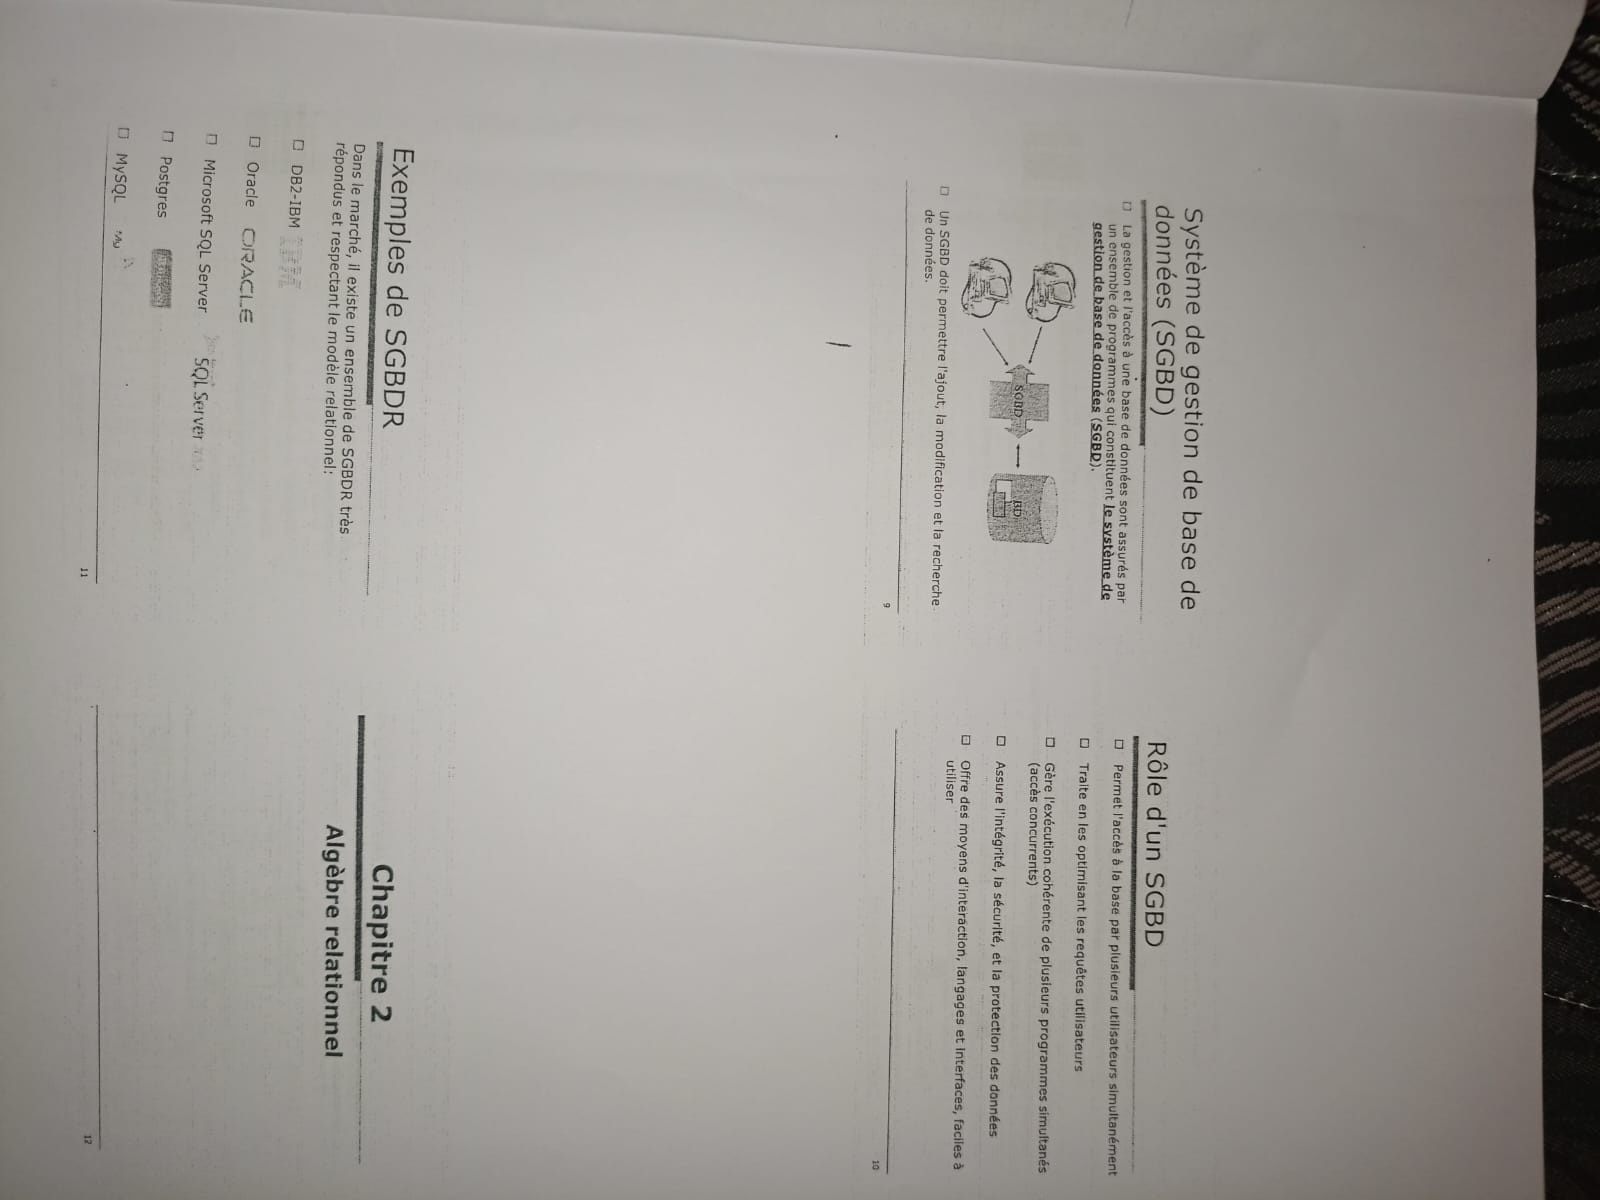 Système de gestion de base de
données (SGBD)
La gestion et l'accès à une base de données sont assurés par
un ensemble de programmes qui constituent le système de
gestion de base de données (SGBD).
SGBD
BD
Un SGBD doit permettre l'ajout, la modification et la recherche
de données.
9
Rôle d'un SGBD
Permet l'accès à la base par plusieurs utilisateurs simultanément
Traite en les optimisant les requêtes utilisateurs
Gère l'exécution cohérente de plusieurs programmes simultanés
(accès concurrents)
Assure l'intégrité, la sécurité, et la protection des données
Offre des moyens d'interaction, langages et interfaces, faciles à
utiliser
10
Exemples de SGBDR
Dans le marché, il existe un ensemble de SGBDR très
répondus et respectant le modèle relationnel:
DB2-IBM IBM
Oracle ORACLE
Microsoft SQL Server SQL Server
Postgres
MySQL My
11
Chapitre 2
Algèbre relationnel
12